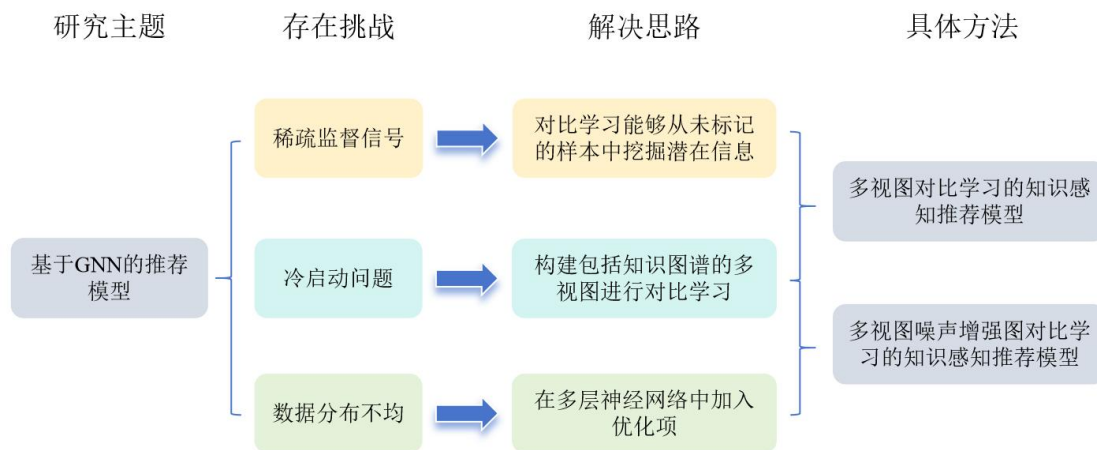 研究主题
存在挑战
解决思路
具体方法
基于GNN的推荐
模型
稀疏监督信号
对比学习能够从未标记
的样本中挖掘潜在信息
冷启动问题
构建包括知识图谱的多
视图进行对比学习
数据分布不均
在多层神经网络中加入
优化项
多视图对比学习的知识感
知推荐模型
多视图噪声增强图对比学
习的知识感知推荐模型